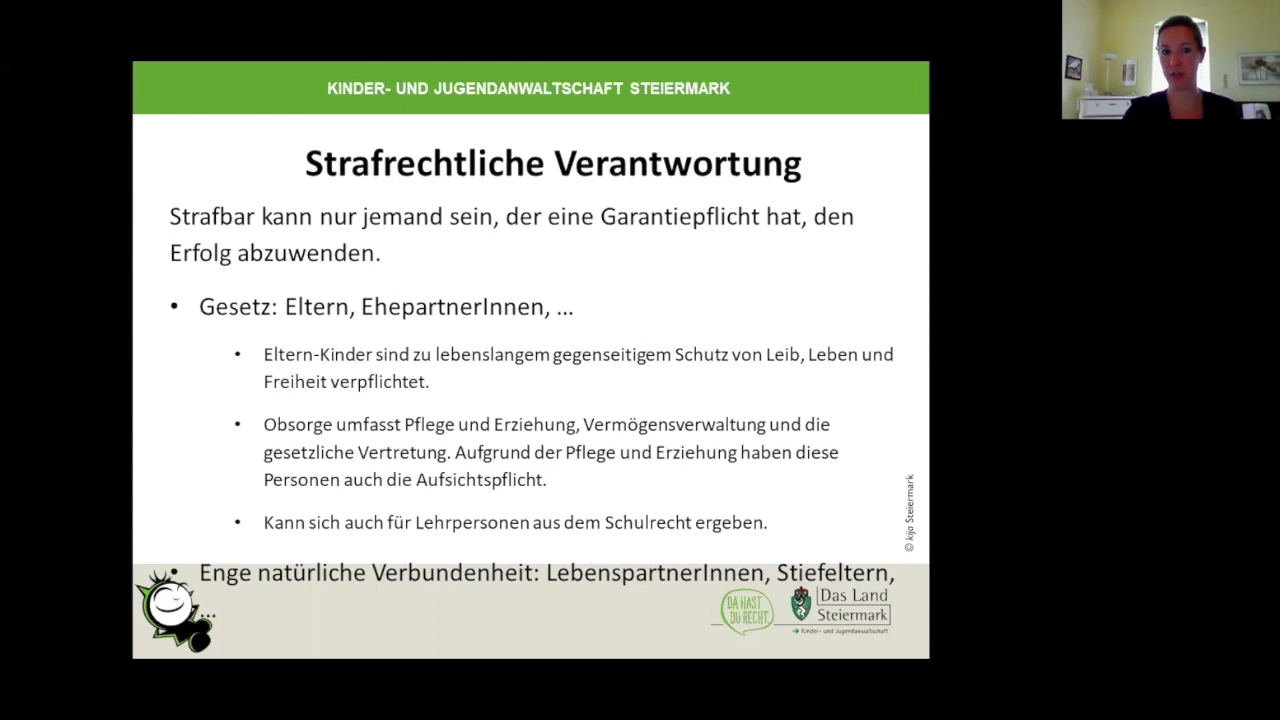 KINDER- UND JUGENDANWALTSCHAFT STEIERMARK
Strafrechtliche Verantwortung
Strafbar kann nur jemand sein, der eine Garantiepflicht hat, den
Erfolg abzuwenden.
• Gesetz: Eltern, EhepartnerInnen, ...
• Eltern-Kinder sind zu lebenslangem gegenseitigem Schutz von Leib, Leben und
Freiheit verpflichtet.
• Obsorge umfasst Pflege und Erziehung, Vermögensverwaltung und die
gesetzliche Vertretung. Aufgrund der Pflege und Erziehung haben diese
Personen auch die Aufsichtspflicht.
• Kann sich auch für Lehrpersonen aus dem Schulrecht ergeben.
• Enge natürliche Verbundenheit: LebenspartnerInnen, Stiefeltern,
...
© kija Steiermark
DA HAST
DU RECHT
Das Land
Steiermark
➔ Kinder- und Jugendanwaltschaft